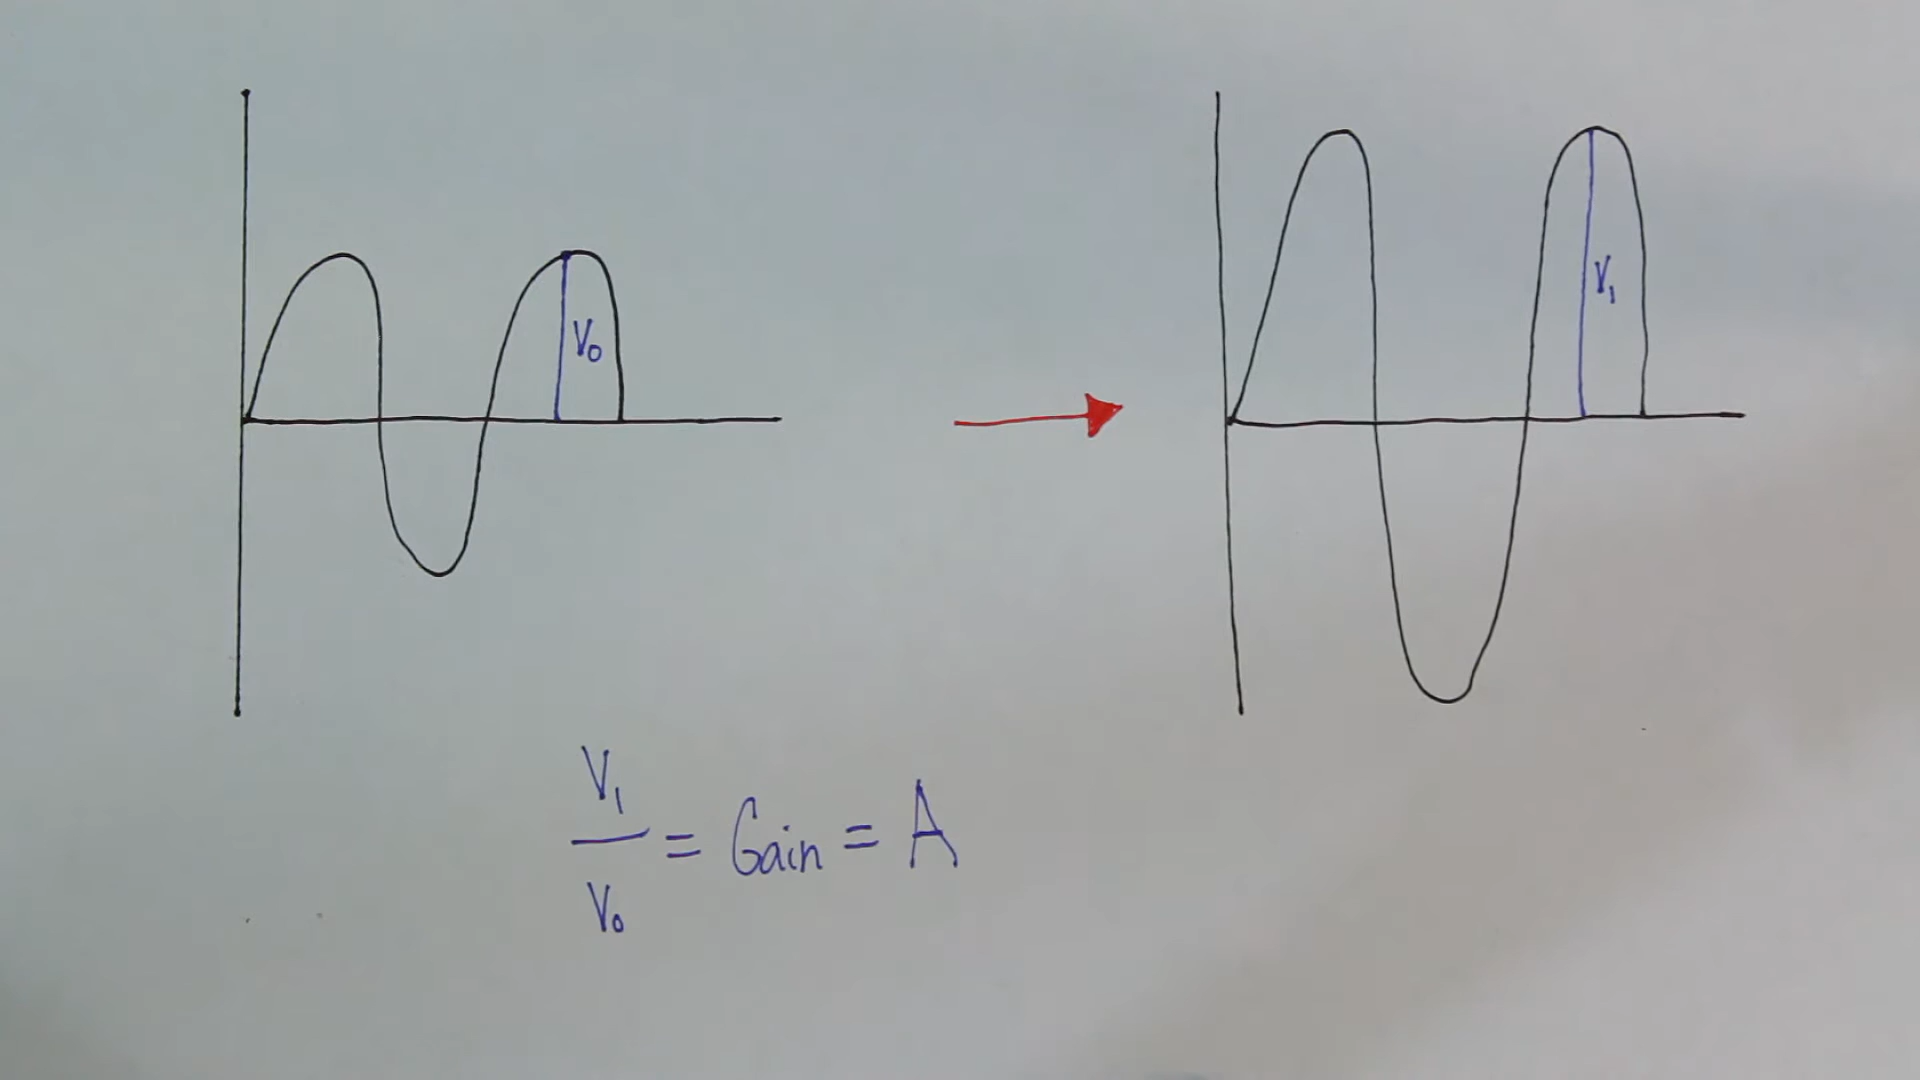 V₀
V₁
V₁/V₀ = Gain = A